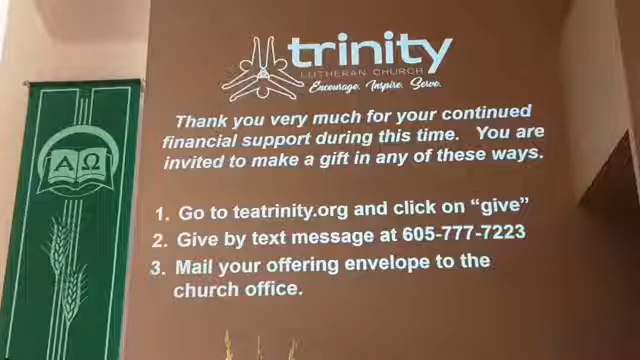 trinity
LUTHERAN CHURCH
Encourage. Inspire. Serve.
Thank you very much for your continued
financial support during this time. You are
invited to make a gift in any of these ways.
1. Go to teatrinity.org and click on “give”
2. Give by text message at 605-777-7223
3. Mail your offering envelope to the
church office.
Α Ω